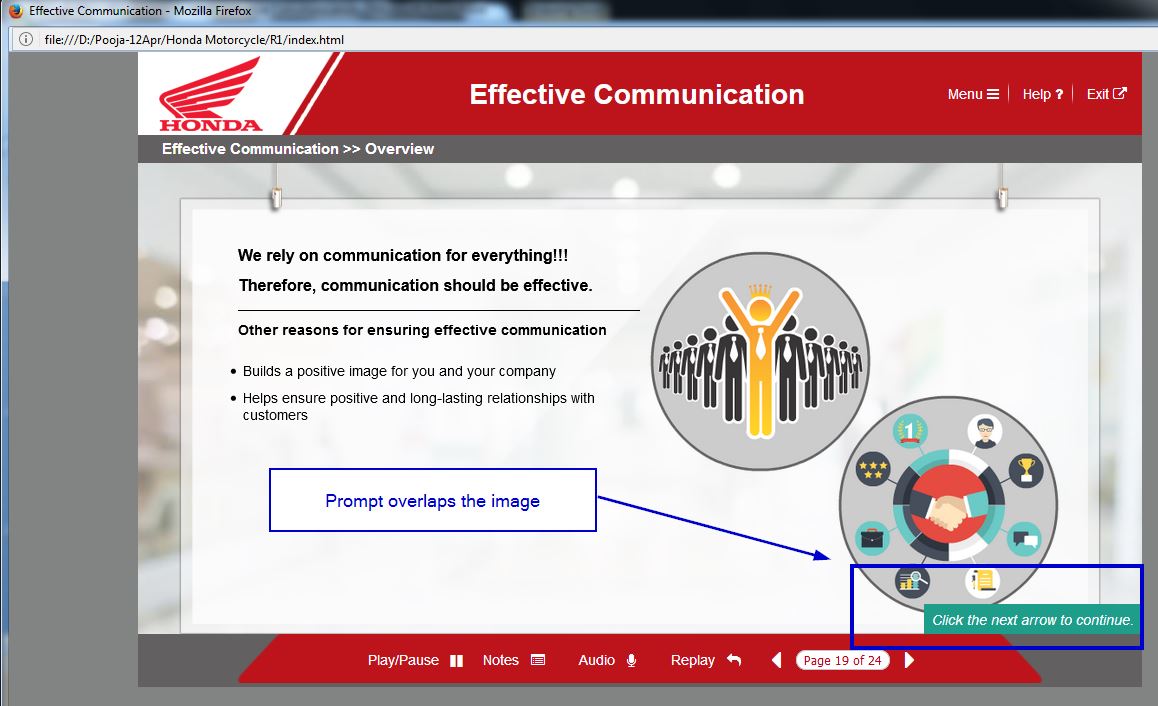 Effective Communication - Mozilla Firefox
file:///D:/Pooja-12Apr/Honda Motorcycle/R1/index.html
HONDA
Effective Communication
Menu
Help ?
Exit
Effective Communication >> Overview
We rely on communication for everything!!!
Therefore, communication should be effective.
Other reasons for ensuring effective communication
• Builds a positive image for you and your company
• Helps ensure positive and long-lasting relationships with
customers
1
Prompt overlaps the image
Click the next arrow to continue.
Play/Pause
Notes
Audio
Replay
Page 19 of 24